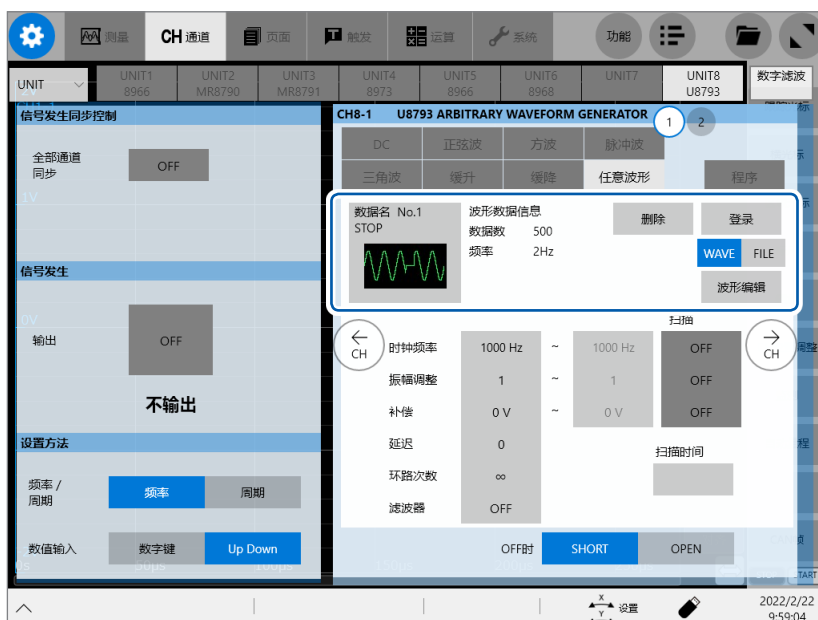 测量
CH 通道
页面
触发
运算
系统
功能
UNIT
UNIT1
8966
UNIT2
MR8790
UNIT3
MR8791
UNIT4
8973
UNIT5
8966
UNIT6
8968
UNIT7
UNIT8
U8793
数字滤波
信号发生同步控制
全部通道
同步
OFF
1V
信号发生
0V
输出
OFF
不输出
设置方法
频率 /
周期
频率
周期
数值输入
数字键
Up Down
0s
50μs
100μs
CH8-1 U8793 ARBITRARY WAVEFORM GENERATOR
1
2
DC
正弦波
方波
脉冲波
三角波
缓升
缓降
任意波形
程序
数据名 No.1
STOP
波形数据信息
数据数 500
频率 2Hz
删除
登录
WAVE
FILE
波形编辑
扫描
←
CH
→
CH
时钟频率 1000 Hz ~ 1000 Hz OFF
振幅调整 1 ~ 1 OFF
补偿 0 V ~ 0 V OFF
延迟 0
扫描时间
环路次数 ∞
滤波器 OFF
OFF时 SHORT OPEN
START
X
Y
设置
2022/2/22
9:59:04